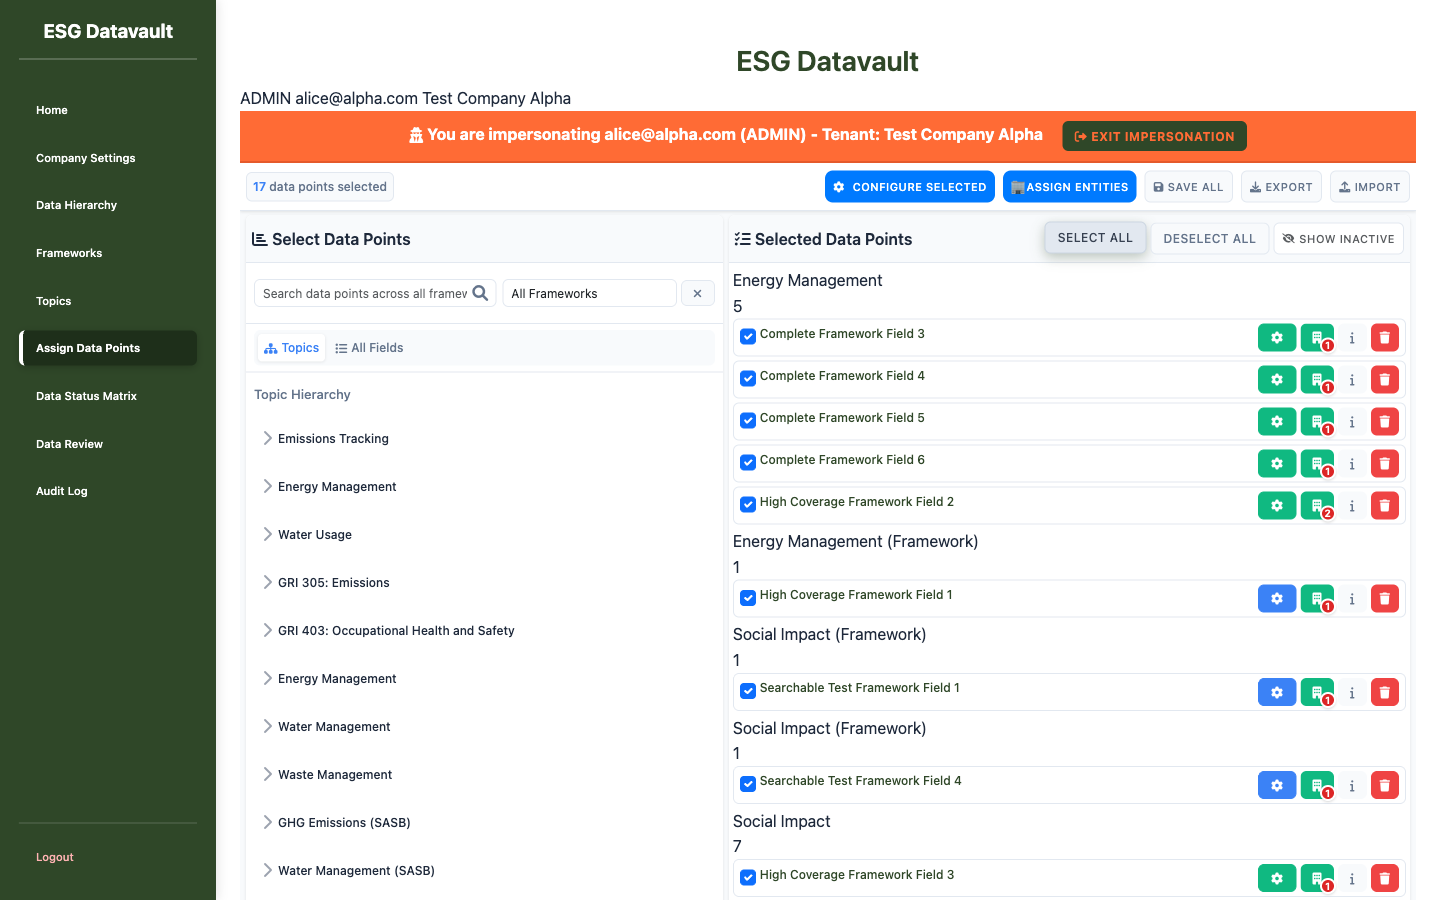 ESG Datavault
Home
Company Settings
Data Hierarchy
Frameworks
Topics
Assign Data Points
Data Status Matrix
Data Review
Audit Log
Logout
ESG Datavault
ADMIN alice@alpha.com Test Company Alpha
You are impersonating alice@alpha.com (ADMIN) - Tenant: Test Company Alpha
EXIT IMPERSONATION
17 data points selected
CONFIGURE SELECTED
ASSIGN ENTITIES
SAVE ALL
EXPORT
IMPORT
Select Data Points
Search data points across all framew
All Frameworks
Topics
All Fields
Topic Hierarchy
Emissions Tracking
Energy Management
Water Usage
GRI 305: Emissions
GRI 403: Occupational Health and Safety
Energy Management
Water Management
Waste Management
GHG Emissions (SASB)
Water Management (SASB)
Selected Data Points
SELECT ALL
DESELECT ALL
SHOW INACTIVE
Energy Management
5
Complete Framework Field 3
1
Complete Framework Field 4
1
Complete Framework Field 5
1
Complete Framework Field 6
1
High Coverage Framework Field 2
2
Energy Management (Framework)
1
High Coverage Framework Field 1
1
Social Impact (Framework)
1
Searchable Test Framework Field 1
1
Social Impact (Framework)
1
Searchable Test Framework Field 4
1
Social Impact
7
High Coverage Framework Field 3
1